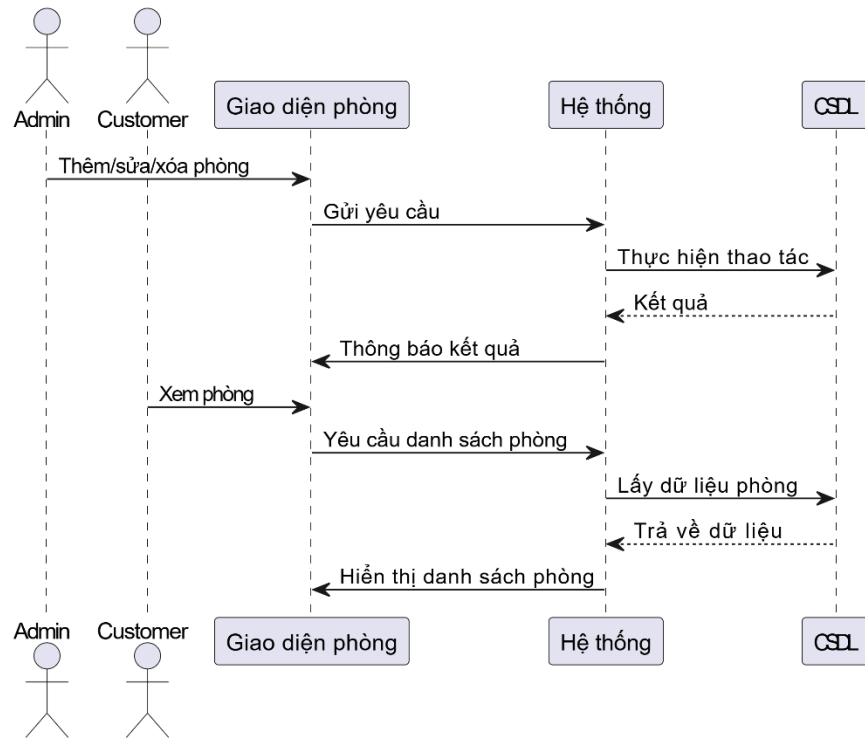 Admin
Customer
Giao diện phòng
Hệ thống
CSDL
Thêm/sửa/xóa phòng
Gửi yêu cầu
Thực hiện thao tác
Kết quả
Thông báo kết quả
Xem phòng
Yêu cầu danh sách phòng
Lấy dữ liệu phòng
Trả về dữ liệu
Hiển thị danh sách phòng
Admin
Customer
Giao diện phòng
Hệ thống
CSDL